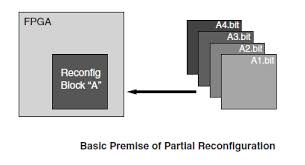 FPGA
Reconfig
Block "A"
A4.bit
A3.bit
A2.bit
A1.bit
Basic Premise of Partial Reconfiguration